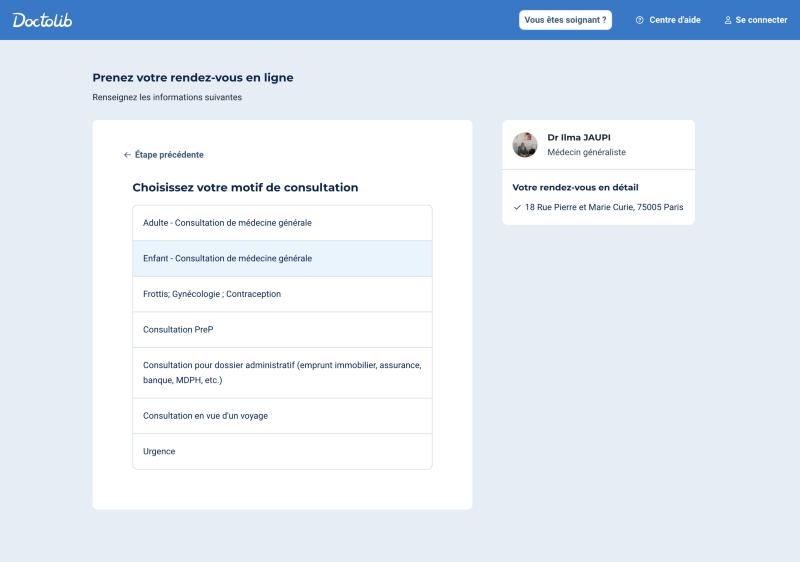 Doctolib
Vous êtes soignant ?
Centre d'aide
Se connecter
Prenez votre rendez-vous en ligne
Renseignez les informations suivantes
← Étape précédente
Choisissez votre motif de consultation
Adulte - Consultation de médecine générale
Enfant - Consultation de médecine générale
Frottis; Gynécologie ; Contraception
Consultation PreP
Consultation pour dossier administratif (emprunt immobilier, assurance,
banque, MDPH, etc.)
Consultation en vue d'un voyage
Urgence
Dr Ilma JAUPI
Médecin généraliste
Votre rendez-vous en détail
18 Rue Pierre et Marie Curie, 75005 Paris